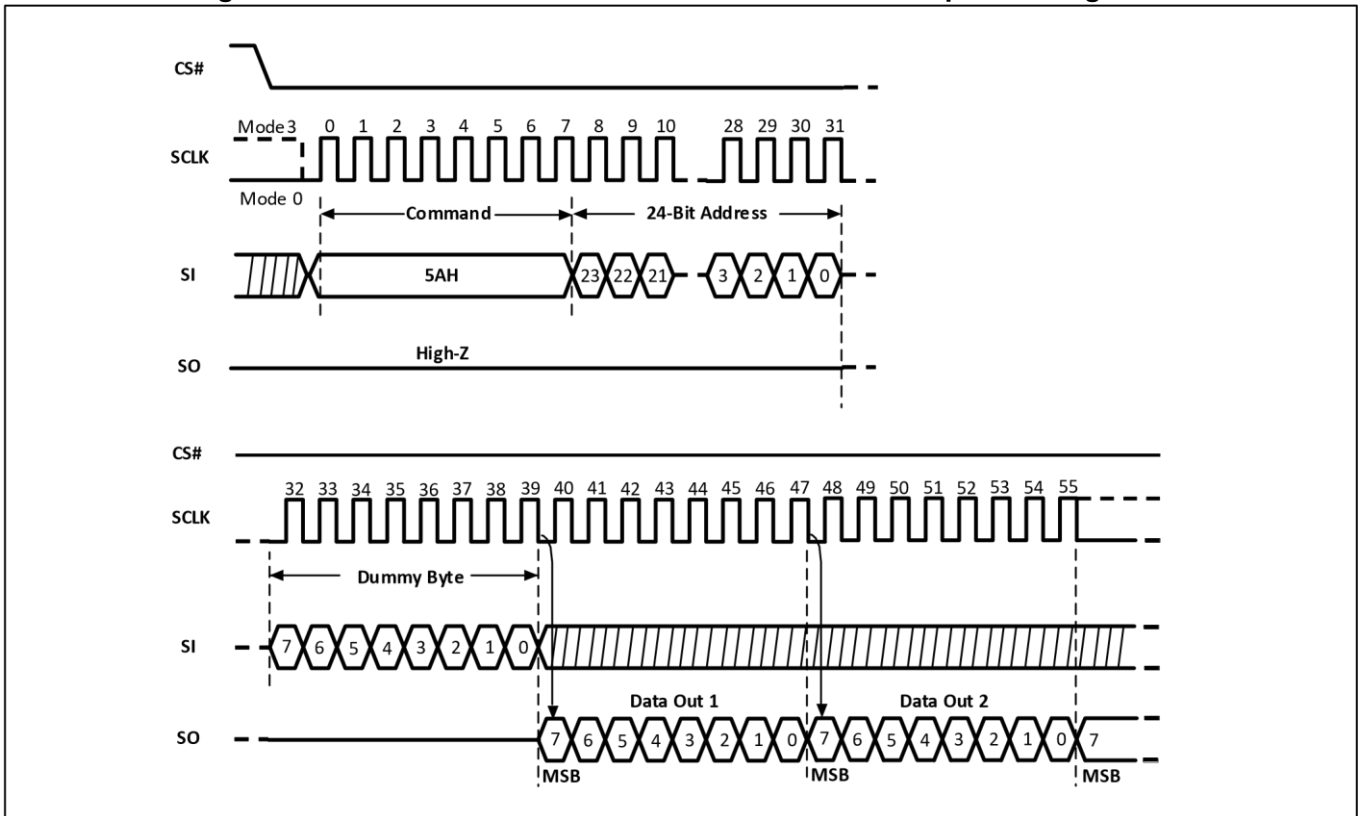 CS#
Mode3 0 1 2 3 4 5 6 7 8 9 10 28 29 30 31
SCLK
Mode 0
Command 24-Bit Address
SI 5AH 23 22 21 3 2 1 0
High-Z
SO
CS#
32 33 34 35 36 37 38 39 40 41 42 43 44 45 46 47 48 49 50 51 52 53 54 55
SCLK
Dummy Byte
SI 7 6 5 4 3 2 1 0
Data Out 1 Data Out 2
SO 7 6 5 4 3 2 1 0 7 6 5 4 3 2 1 0 7
MSB MSB MSB